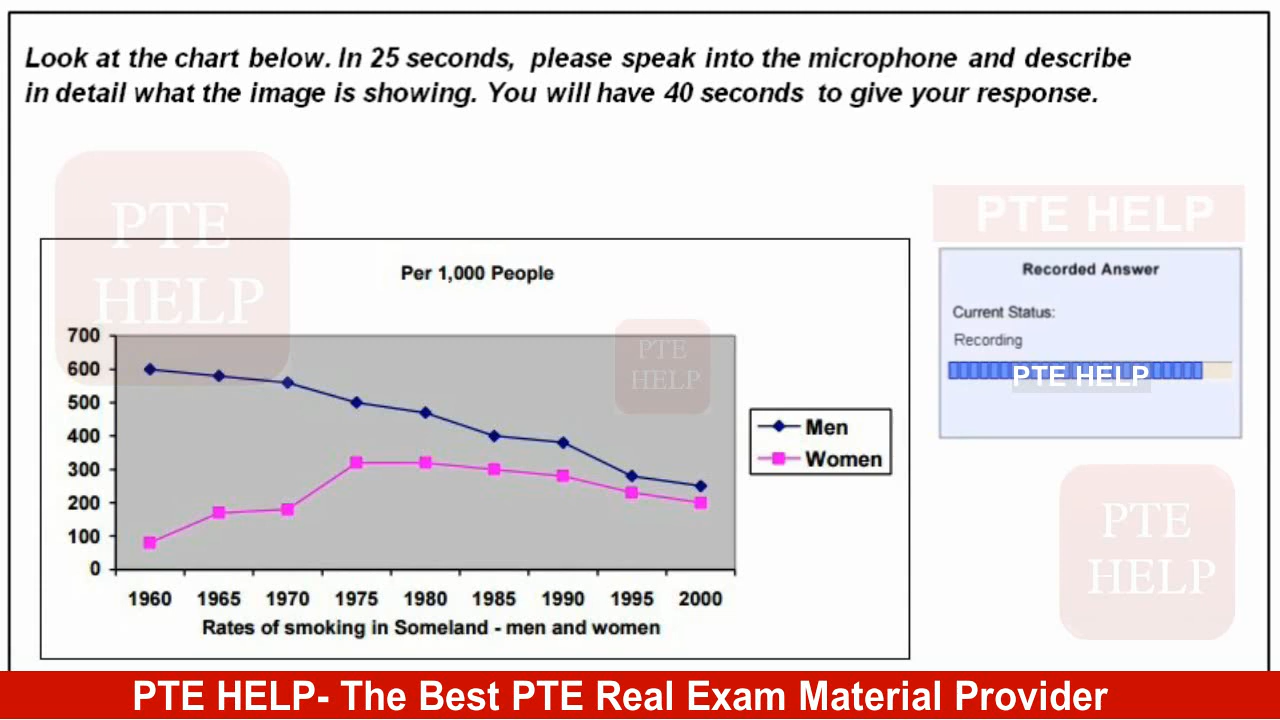 Look at the chart below. In 25 seconds, please speak into the microphone and describe
in detail what the image is showing. You will have 40 seconds to give your response.
PTE
HELP
PTE HELP
Per 1,000 People
Recorded Answer
Current Status:
Recording
PTE HELP
700
600
500
400
300
200
100
0
PTE
HELP
Men
Women
1960 1965 1970 1975 1980 1985 1990 1995 2000
Rates of smoking in Someland - men and women
PTE
HELP
PTE HELP- The Best PTE Real Exam Material Provider